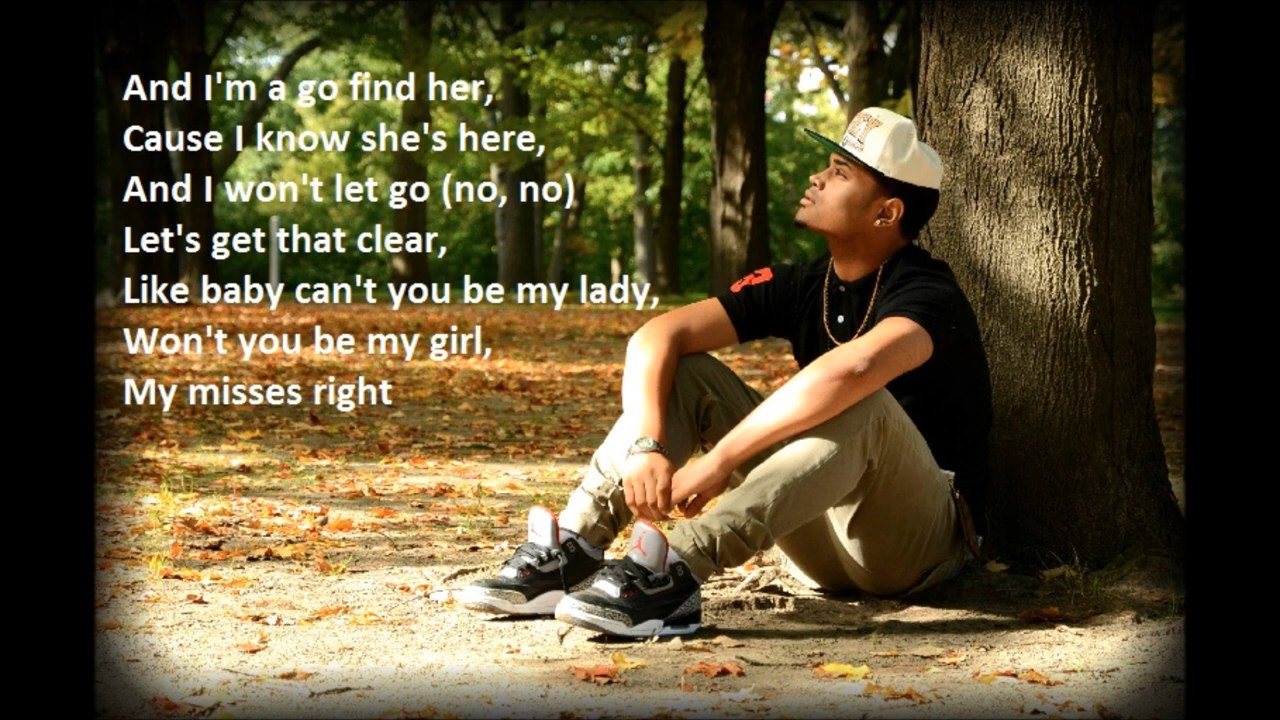 And I'm a go find her,
Cause I know she's here,
And I won't let go (no, no)
Let's get that clear,
Like baby can't you be my lady,
Won't you be my girl,
My misses right